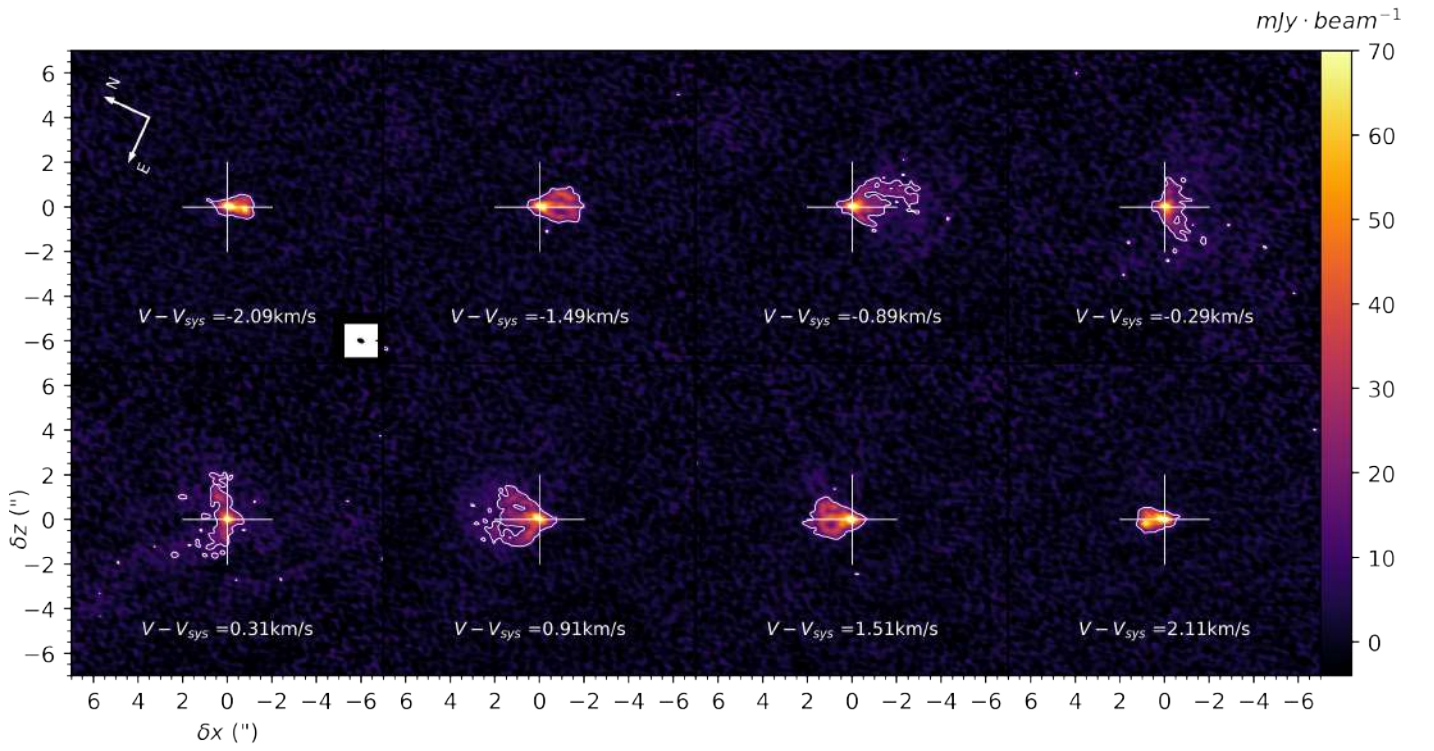 mJy · beam⁻¹
70
60
50
40
30
20
10
0
6
4
2
0
−2
−4
−6
N
E
V − Vsys =-2.09km/s
V − Vsys =-1.49km/s
V − Vsys =-0.89km/s
V − Vsys =-0.29km/s
6
4
2
0
−2
−4
−6
V − Vsys =0.31km/s
V − Vsys =0.91km/s
V − Vsys =1.51km/s
V − Vsys =2.11km/s
δz (")
6 4 2 0 −2 −4 −6 6 4 2 0 −2 −4 −6 6 4 2 0 −2 −4 −6 6 4 2 0 −2 −4 −6
δx (")